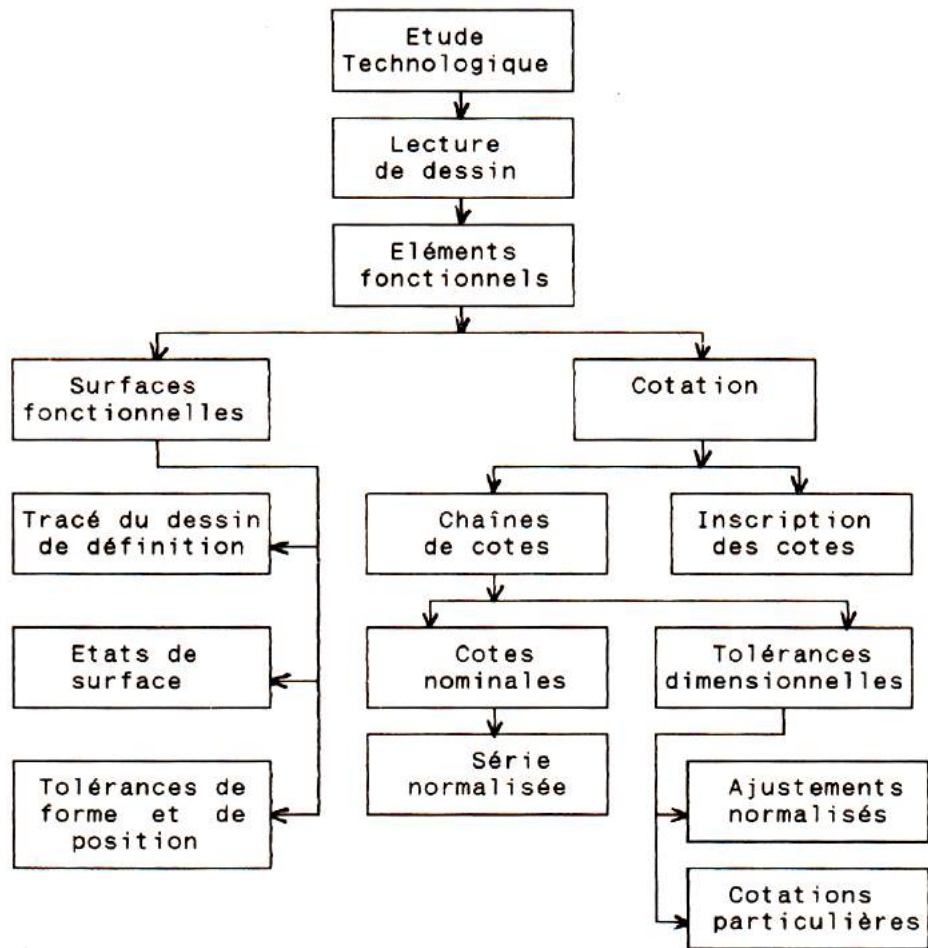 Etude
Technologique
Lecture
de dessin
Eléments
fonctionnels
Surfaces
fonctionnelles
Cotation
Tracé du dessin
de définition
Chaînes
de cotes
Inscription
des cotes
Etats de
surface
Cotes
nominales
Tolérances
dimensionnelles
Tolérances de
forme et de
position
Série
normalisée
Ajustements
normalisés
Cotations
particulières